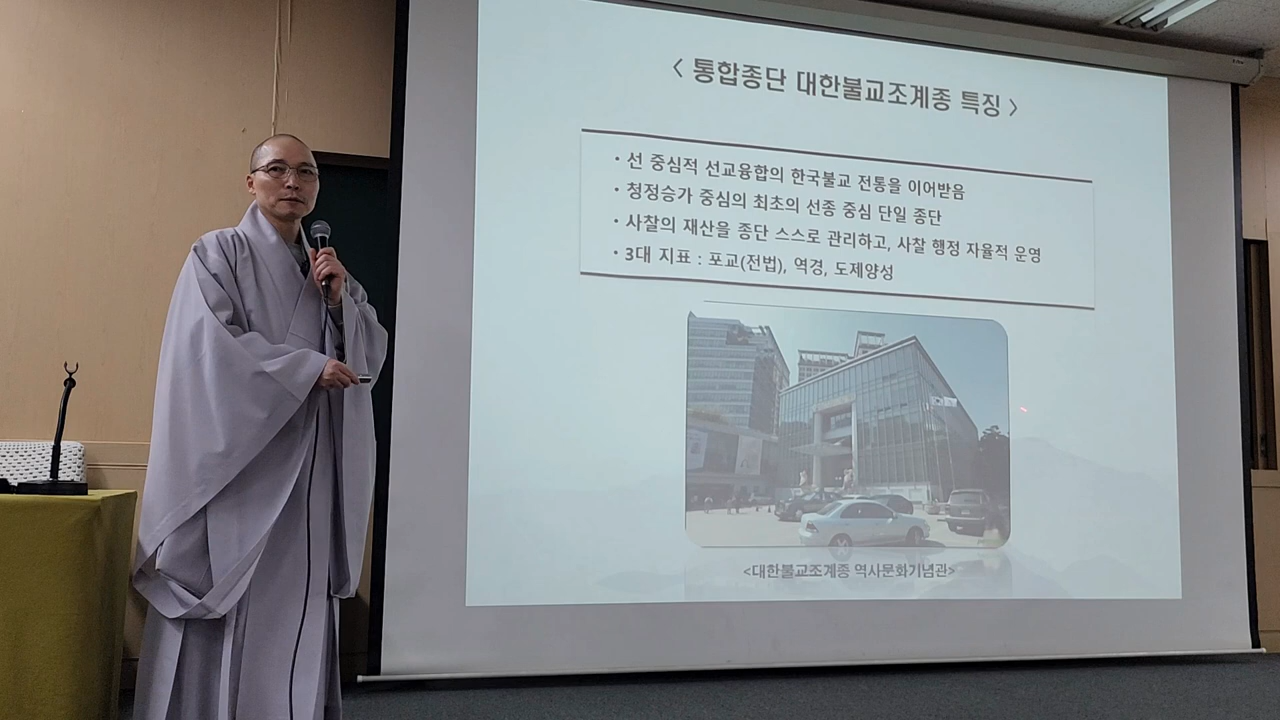 < 통합종단 대한불교조계종 특징 >
· 선 중심적 선교융합의 한국불교 전통을 이어받음
· 청정승가 중심의 최초의 선종 중심 단일 종단
· 사찰의 재산을 종단 스스로 관리하고, 사찰 행정 자율적 운영
· 3대 지표 : 포교(전법), 역경, 도제양성
<대한불교조계종 역사문화기념관>